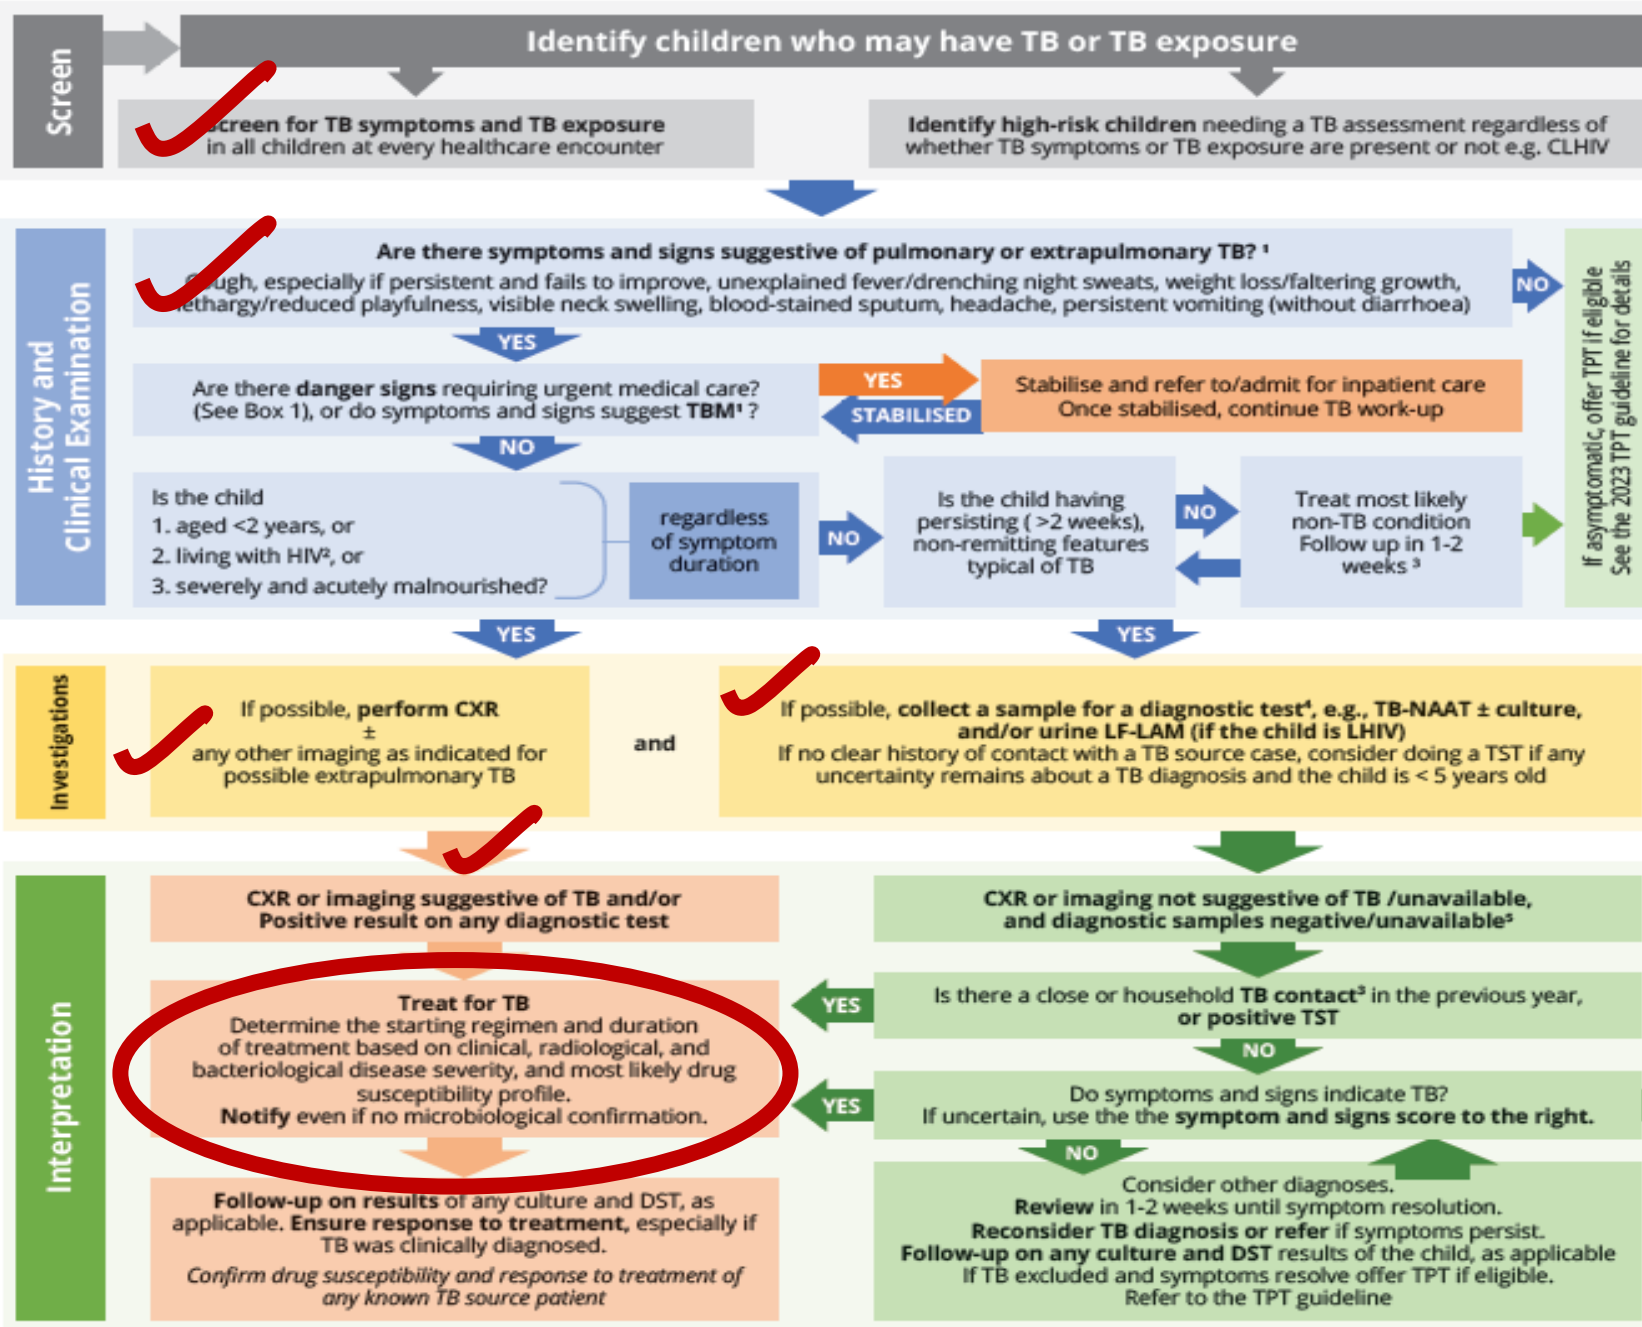 Screen
Identify children who may have TB or TB exposure
Screen for TB symptoms and TB exposure
in all children at every healthcare encounter
Identify high-risk children needing a TB assessment regardless of
whether TB symptoms or TB exposure are present or not e.g. CLHIV
History and
Clinical Examination
Are there symptoms and signs suggestive of pulmonary or extrapulmonary TB? ¹
Cough, especially if persistent and fails to improve, unexplained fever/drenching night sweats, weight loss/faltering growth,
lethargy/reduced playfulness, visible neck swelling, blood-stained sputum, headache, persistent vomiting (without diarrhoea)
NO
If asymptomatic, offer TPT if eligible
See the 2023 TPT guideline for details
YES
Are there danger signs requiring urgent medical care?
(See Box 1), or do symptoms and signs suggest TBM¹ ?
YES
STABILISED
Stabilise and refer to/admit for inpatient care
Once stabilised, continue TB work-up
NO
Is the child
1. aged <2 years, or
2. living with HIV², or
3. severely and acutely malnourished?
regardless
of symptom
duration
NO
Is the child having
persisting ( >2 weeks),
non-remitting features
typical of TB
NO
Treat most likely
non-TB condition
Follow up in 1-2
weeks ³
YES
YES
Investigations
If possible, perform CXR
±
any other imaging as indicated for
possible extrapulmonary TB
and
If possible, collect a sample for a diagnostic test⁴, e.g., TB-NAAT ± culture,
and/or urine LF-LAM (if the child is LHIV)
If no clear history of contact with a TB source case, consider doing a TST if any
uncertainty remains about a TB diagnosis and the child is < 5 years old
Interpretation
CXR or imaging suggestive of TB and/or
Positive result on any diagnostic test
CXR or imaging not suggestive of TB /unavailable,
and diagnostic samples negative/unavailable⁵
Treat for TB
Determine the starting regimen and duration
of treatment based on clinical, radiological, and
bacteriological disease severity, and most likely drug
susceptibility profile.
Notify even if no microbiological confirmation.
YES
Is there a close or household TB contact³ in the previous year,
or positive TST
NO
YES
Do symptoms and signs indicate TB?
If uncertain, use the the symptom and signs score to the right.
NO
Follow-up on results of any culture and DST, as
applicable. Ensure response to treatment, especially if
TB was clinically diagnosed.
Confirm drug susceptibility and response to treatment of
any known TB source patient
Consider other diagnoses.
Review in 1-2 weeks until symptom resolution.
Reconsider TB diagnosis or refer if symptoms persist.
Follow-up on any culture and DST results of the child, as applicable
If TB excluded and symptoms resolve offer TPT if eligible.
Refer to the TPT guideline